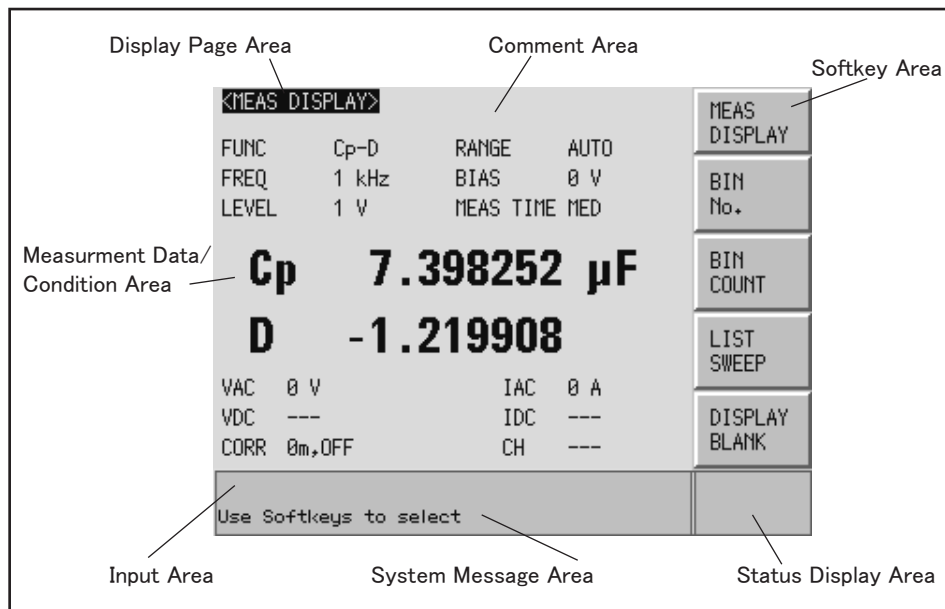 Display Page Area
Comment Area
Softkey Area
<MEAS DISPLAY>
FUNC Cp-D RANGE AUTO
FREQ 1 kHz BIAS 0 V
LEVEL 1 V MEAS TIME MED
Measurment Data/
Condition Area
Cp 7.398252 µF
D -1.219908
VAC 0 V IAC 0 A
VDC --- IDC ---
CORR 0m,OFF CH ---
MEAS
DISPLAY
BIN
No.
BIN
COUNT
LIST
SWEEP
DISPLAY
BLANK
Use Softkeys to select
Input Area
System Message Area
Status Display Area